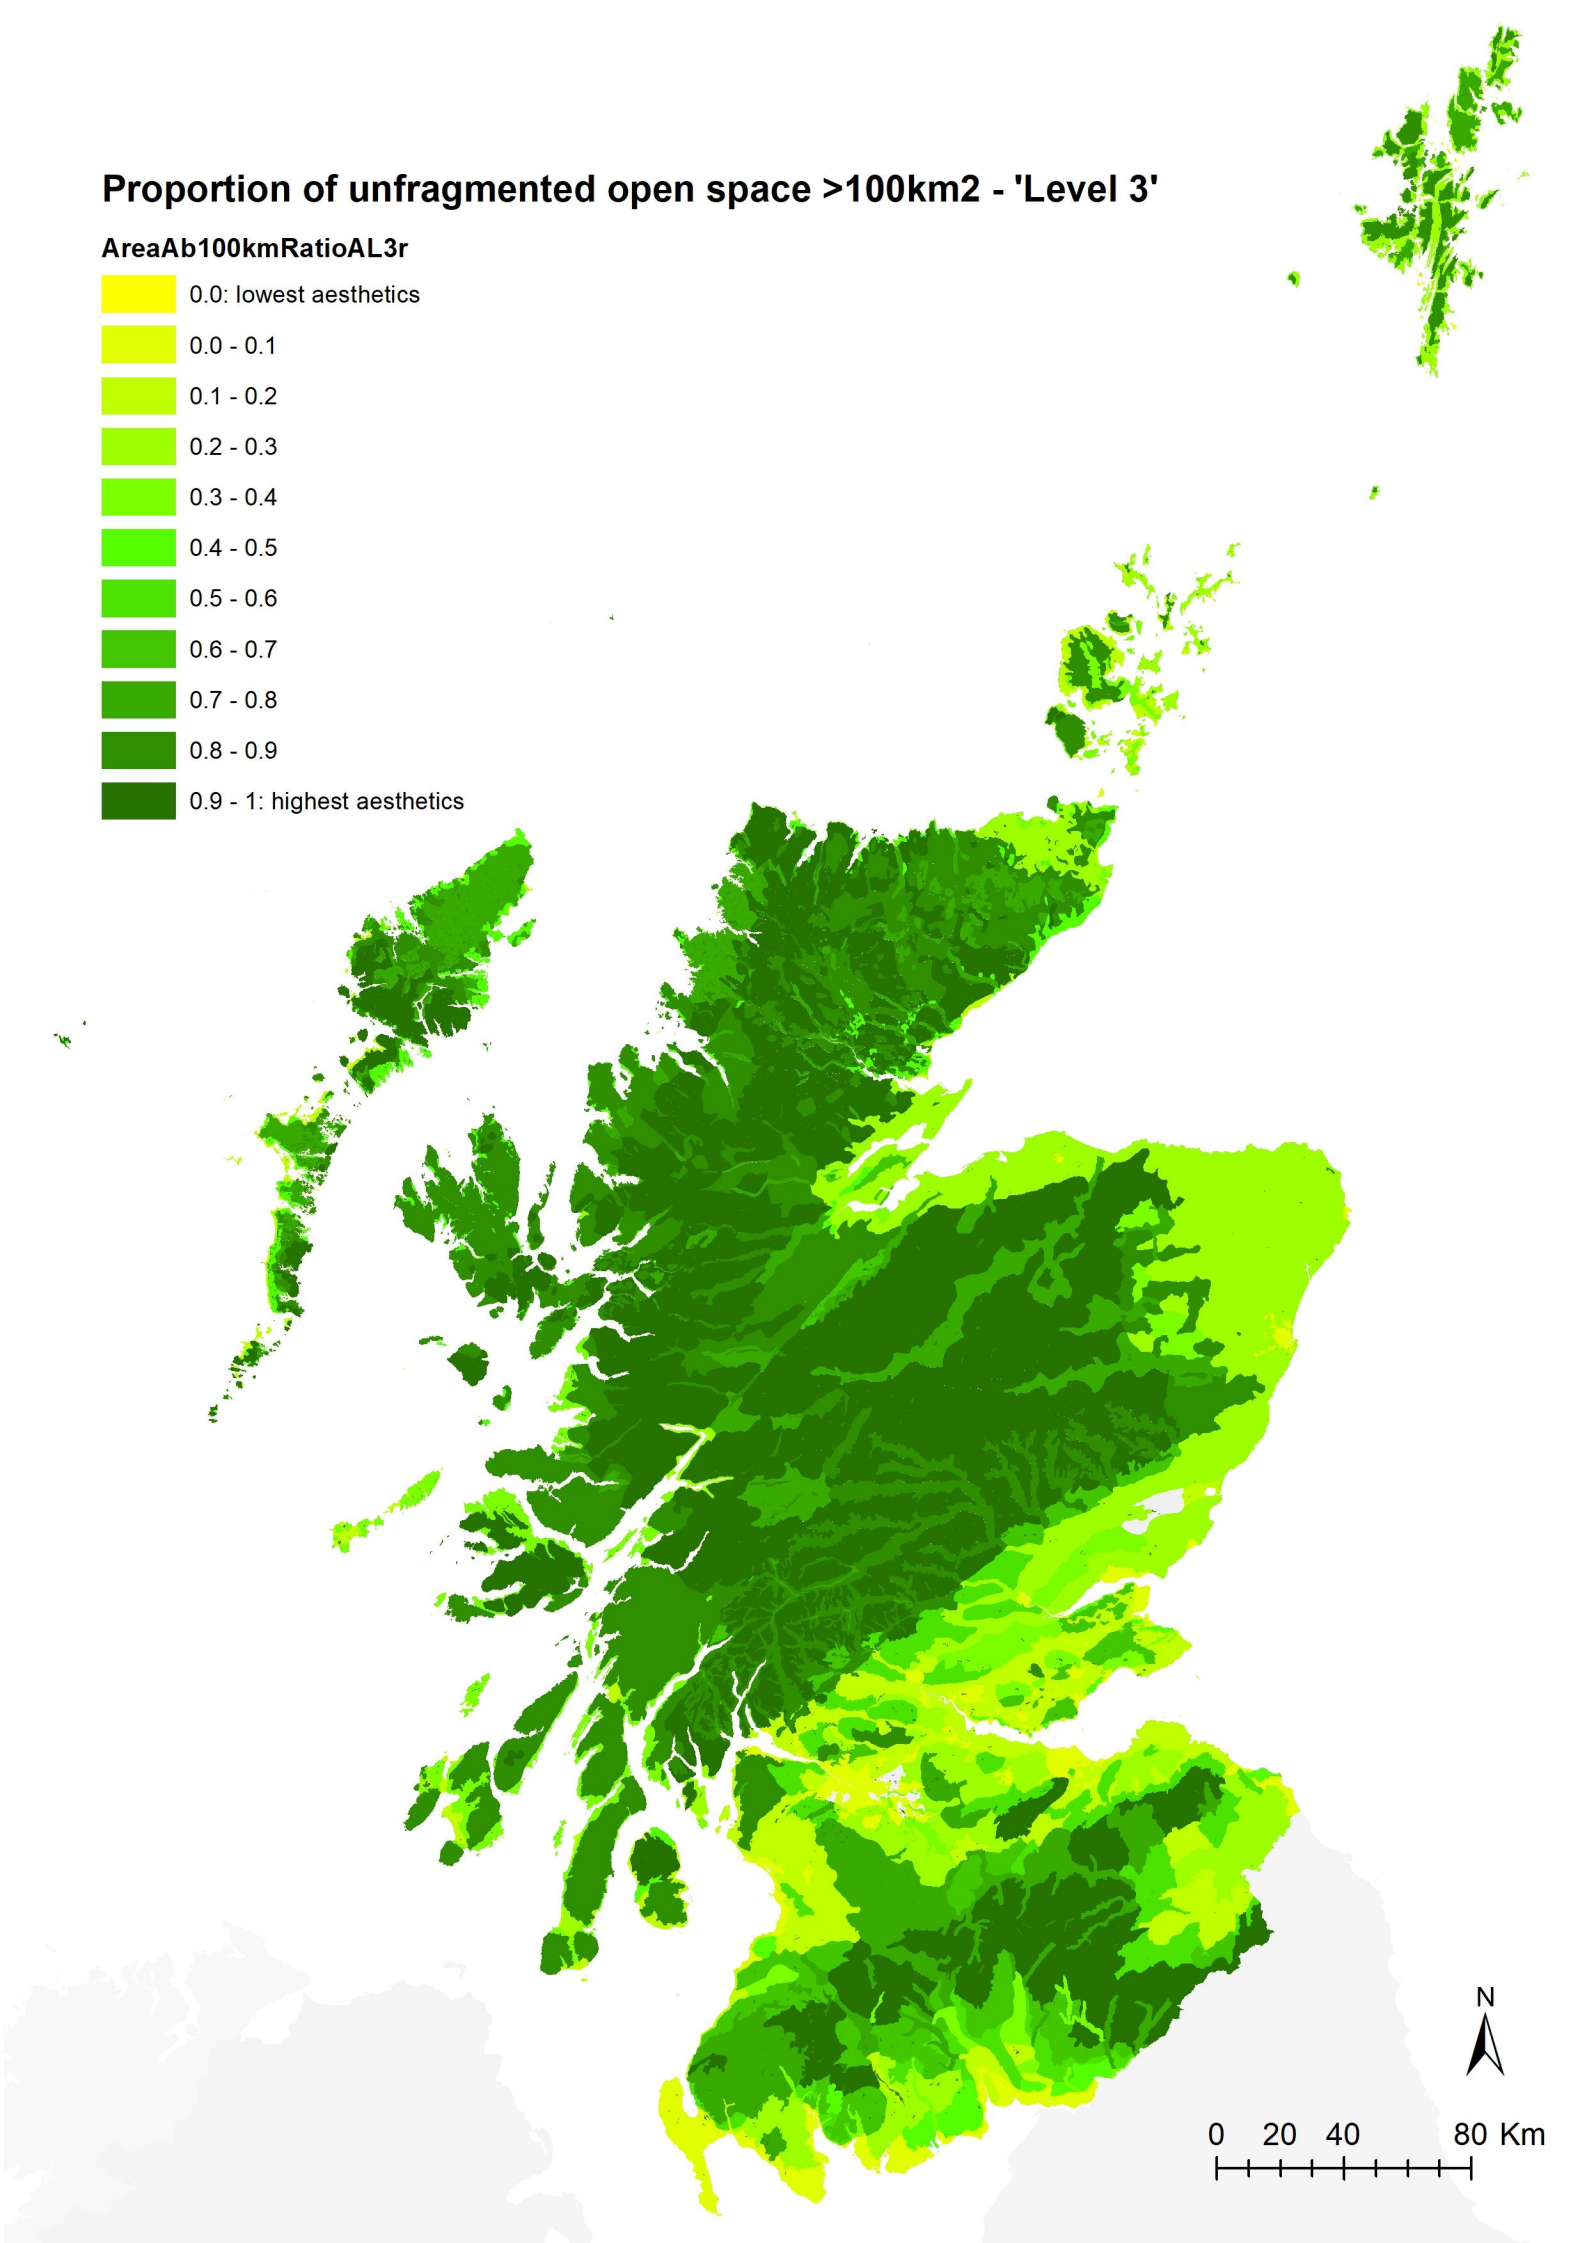 Proportion of unfragmented open space >100km2 - 'Level 3'
AreaAb100kmRatioAL3r
0.0: lowest aesthetics
0.0 - 0.1
0.1 - 0.2
0.2 - 0.3
0.3 - 0.4
0.4 - 0.5
0.5 - 0.6
0.6 - 0.7
0.7 - 0.8
0.8 - 0.9
0.9 - 1: highest aesthetics
N
0 20 40 80 Km